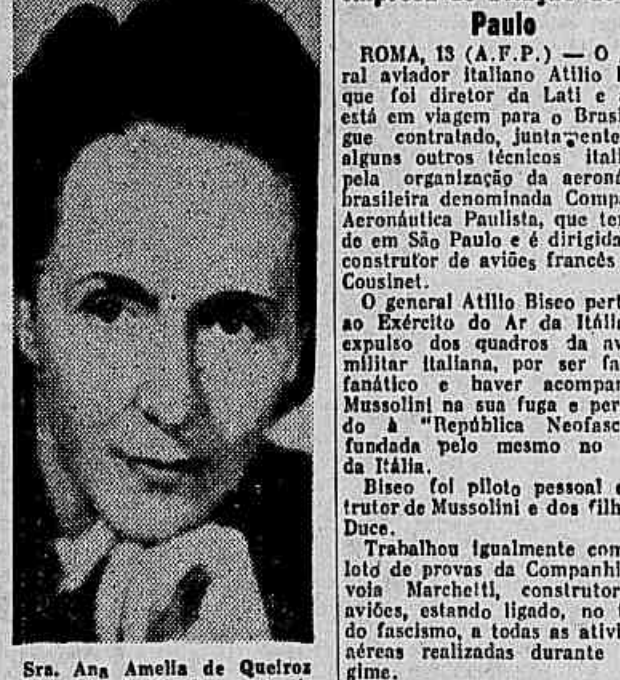 Sra. Ana Amelia de Queiroz
Paulo
ROMA, 13 (A.F.P.) — O
ral aviador italiano Atilio
que foi diretor da Lati e
está em viagem para o Brasi
gue contratado, juntamente
alguns outros técnicos itali
pela organização da aeroná
brasileira denominada Compa
Aeronáutica Paulista, que te
de em São Paulo e é dirigida
construtor de aviões francês
Cousinet.
O general Atilio Biseo pert
ao Exército do Ar da Itáli
expulso dos quadros da av
militar italiana, por ser fa
fanático e haver acompan
Mussolini na sua fuga e per
do à "República Neofasc
fundada pelo mesmo no
da Itália.
Biseo foi piloto pessoal e
trutor de Mussolini e dos filh
Duce.
Trabalhou igualmente com
loto de provas da Companhi
voia Marchetti, construtor
aviões, estando ligado, no
do fascismo, a todas as ativi
aéreas realizadas durante
gime.